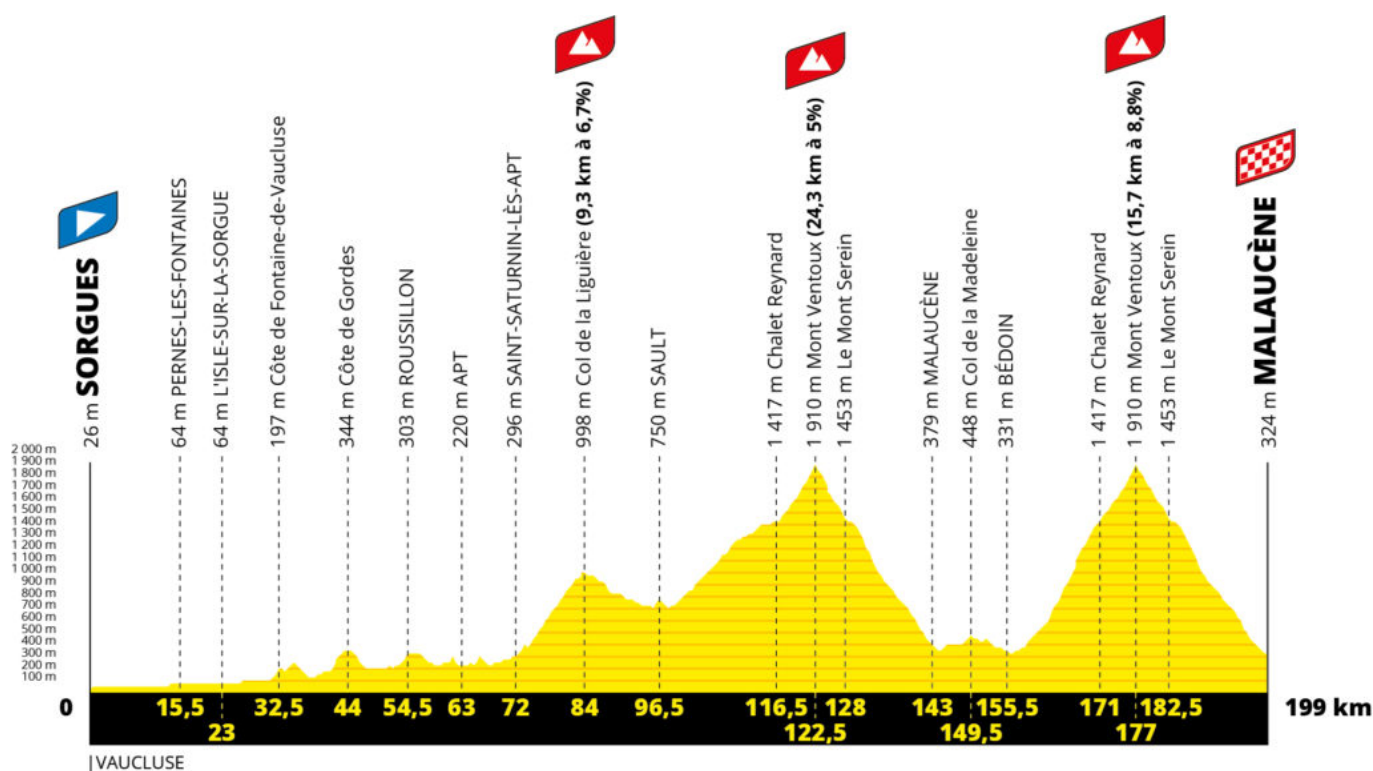 26 m SORGUES
64 m PERNES-LES-FONTAINES
64 m L'ISLE-SUR-LA-SORGUE
197 m Côte de Fontaine-de-Vaucluse
344 m Côte de Gordes
303 m ROUSSILLON
220 m APT
296 m SAINT-SATURNIN-LÈS-APT
998 m Col de la Liguière (9,3 km à 6,7%)
750 m SAULT
1 417 m Chalet Reynard
1 910 m Mont Ventoux (24,3 km à 5%)
1 453 m Le Mont Serein
379 m MALAUCÈNE
448 m Col de la Madeleine
331 m BÉDOIN
1 417 m Chalet Reynard
1 910 m Mont Ventoux (15,7 km à 8,8%)
1 453 m Le Mont Serein
324 m MALAUCÈNE
2 000 m
1 900 m
1 800 m
1 700 m
1 600 m
1 500 m
1 400 m
1 300 m
1 200 m
1 100 m
1 000 m
900 m
800 m
700 m
600 m
500 m
400 m
300 m
200 m
100 m
0 15,5 32,5 44 54,5 63 72 84 96,5 116,5 128 143 155,5 171 182,5 199 km
23 122,5 149,5 177
|VAUCLUSE